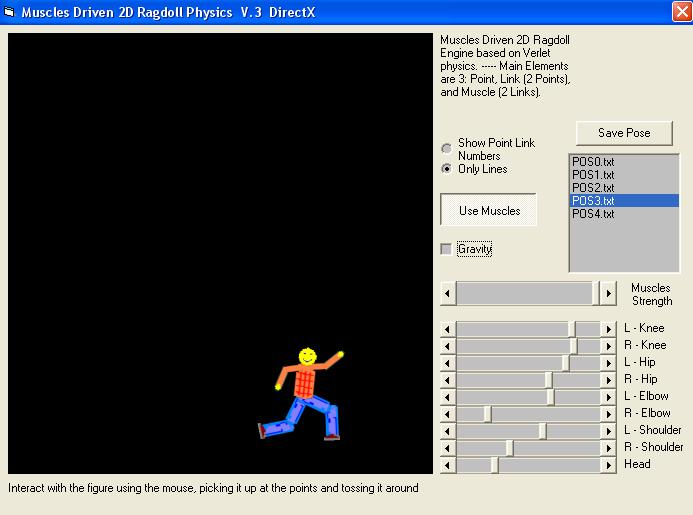 Muscles Driven 2D Ragdoll Physics V.3 DirectX
Muscles Driven 2D Ragdoll
Engine based on Verlet
physics. ----- Main Elements
are 3: Point, Link (2 Points),
and Muscle (2 Links).
Save Pose
Show Point Link
Numbers
Only Lines
POS0.txt
POS1.txt
POS2.txt
POS3.txt
POS4.txt
Use Muscles
Gravity
Muscles
Strength
L - Knee
R - Knee
L - Hip
R - Hip
L - Elbow
R - Elbow
L - Shoulder
R - Shoulder
Head
Interact with the figure using the mouse, picking it up at the points and tossing it around